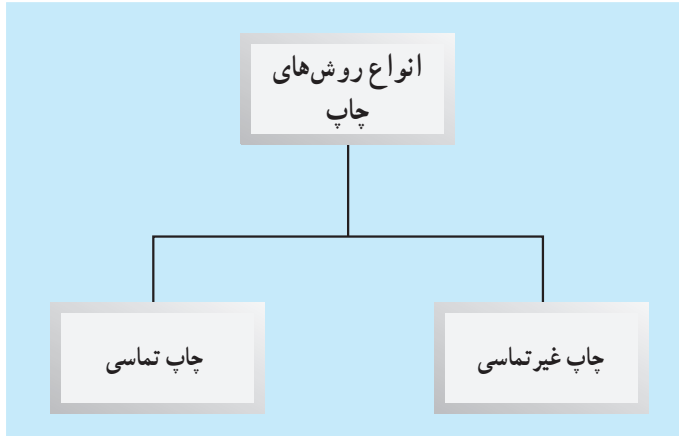 انواع روش‌های
چاپ
چاپ غیرتماسی
چاپ تماسی